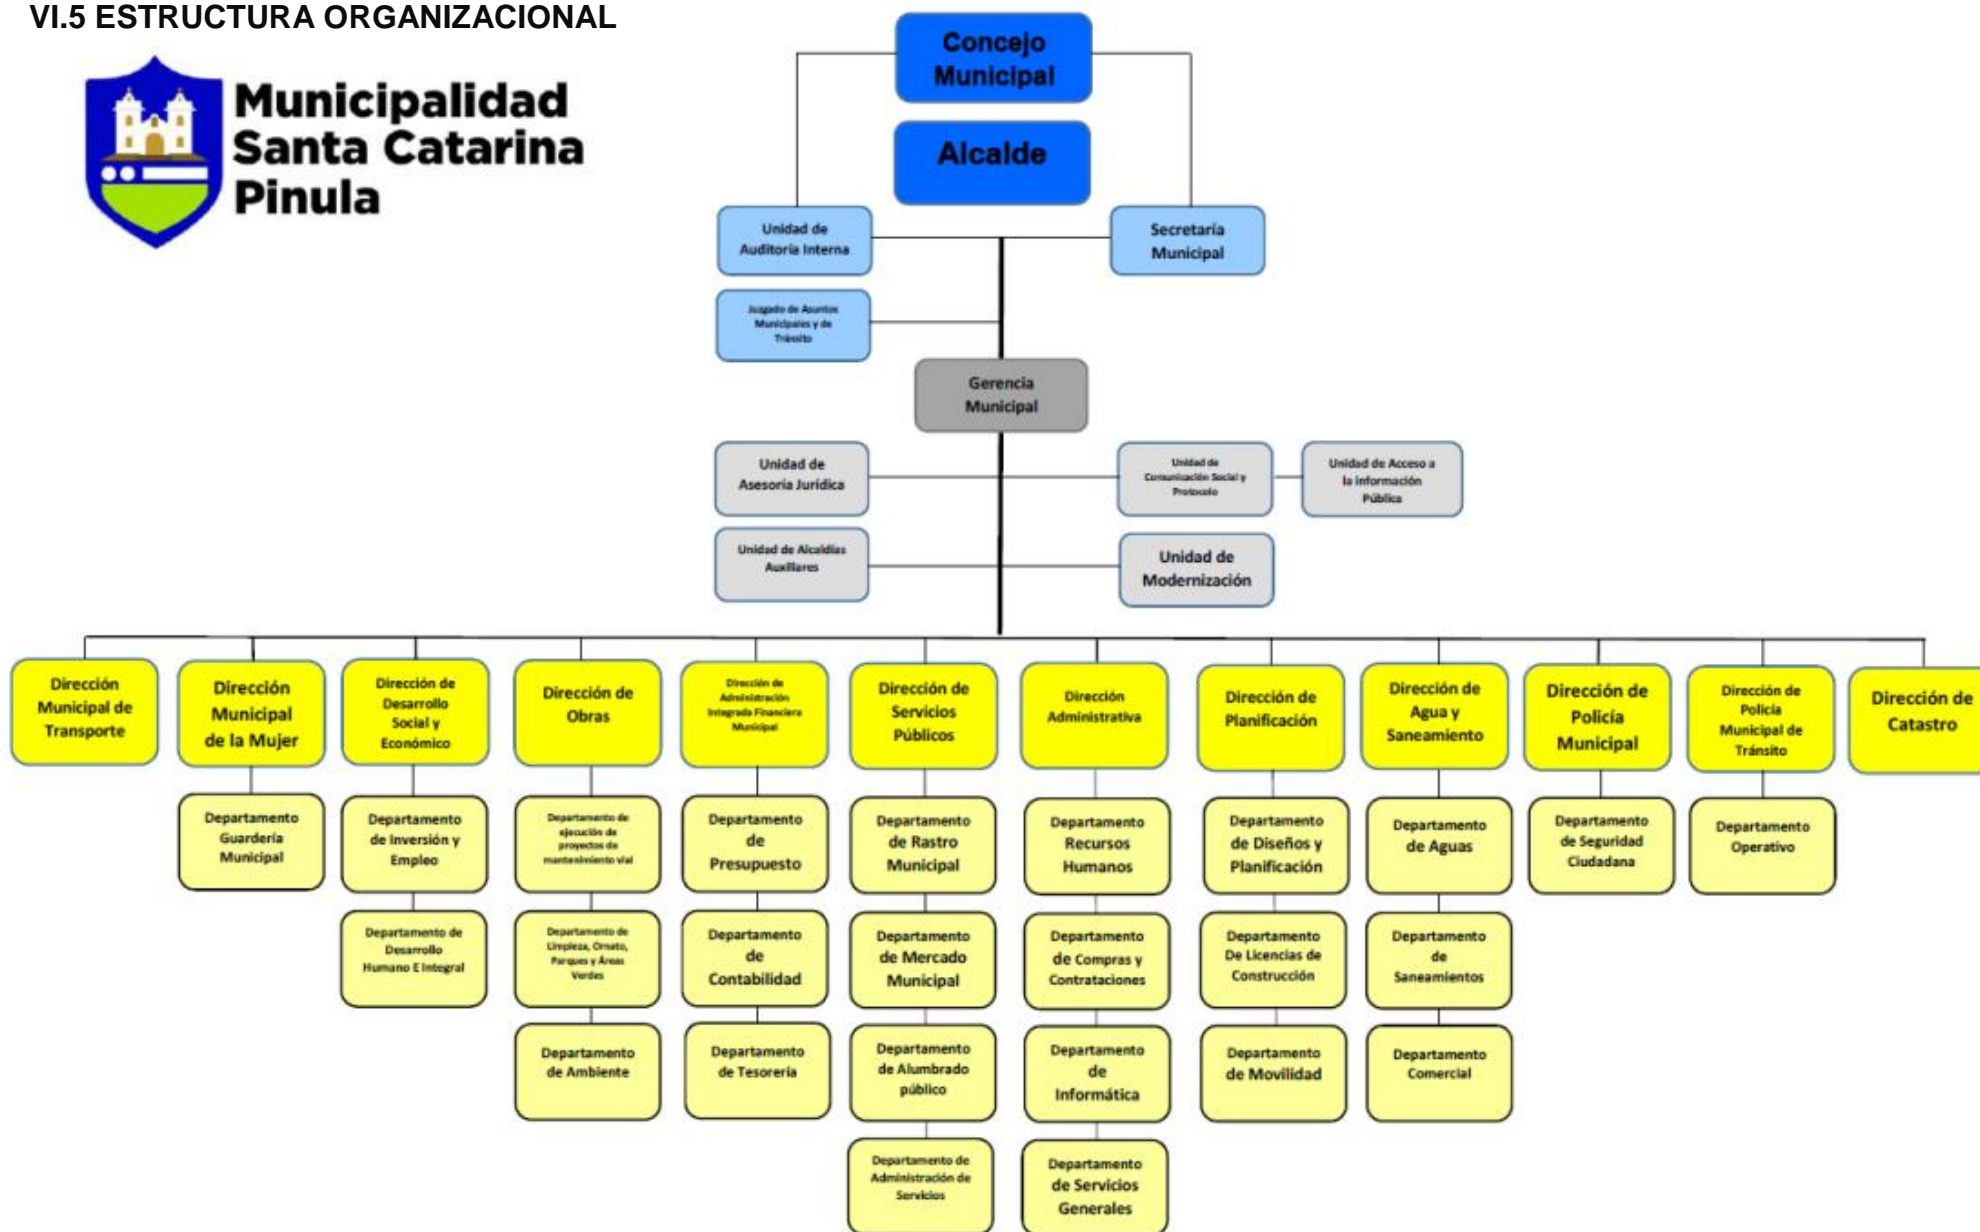 VI.5 ESTRUCTURA ORGANIZACIONAL
Municipalidad
Santa Catarina
Pinula
Concejo
Municipal
Alcalde
Unidad de
Auditoría Interna
Secretaría
Municipal
Juzgado de Asuntos
Municipales y de
Tránsito
Gerencia
Municipal
Unidad de
Asesoría Jurídica
Unidad de
Comunicación Social y
Protocolo
Unidad de Acceso a
la información
Pública
Unidad de Alcaldías
Auxiliares
Unidad de
Modernización
Dirección
Municipal de
Transporte
Dirección
Municipal
de la Mujer
Dirección de
Desarrollo
Social y
Económico
Dirección de
Obras
Dirección de
Administración
Integrada Financiera
Municipal
Dirección de
Servicios
Públicos
Dirección
Administrativa
Dirección de
Planificación
Dirección de
Agua y
Saneamiento
Dirección de
Policía
Municipal
Dirección de
Policía
Municipal de
Tránsito
Dirección de
Catastro
Departamento
Guardería
Municipal
Departamento
de Inversión y
Empleo
Departamento de
ejecución de
proyectos de
mantenimiento vial
Departamento
de
Presupuesto
Departamento
de Rastro
Municipal
Departamento
Recursos
Humanos
Departamento
de Diseños y
Planificación
Departamento
de Aguas
Departamento
de Seguridad
Ciudadana
Departamento
Operativo
Departamento de
Desarrollo
Humano E Integral
Departamento de
Limpieza, Ornato,
Parques y Áreas
Verdes
Departamento
de
Contabilidad
Departamento
de Mercado
Municipal
Departamento
de Compras y
Contrataciones
Departamento
De Licencias de
Construcción
Departamento
de
Saneamientos
Departamento
de Ambiente
Departamento
de Tesorería
Departamento
de Alumbrado
público
Departamento
de
Informática
Departamento
de Movilidad
Departamento
Comercial
Departamento de
Administración de
Servicios
Departamento
de Servicios
Generales